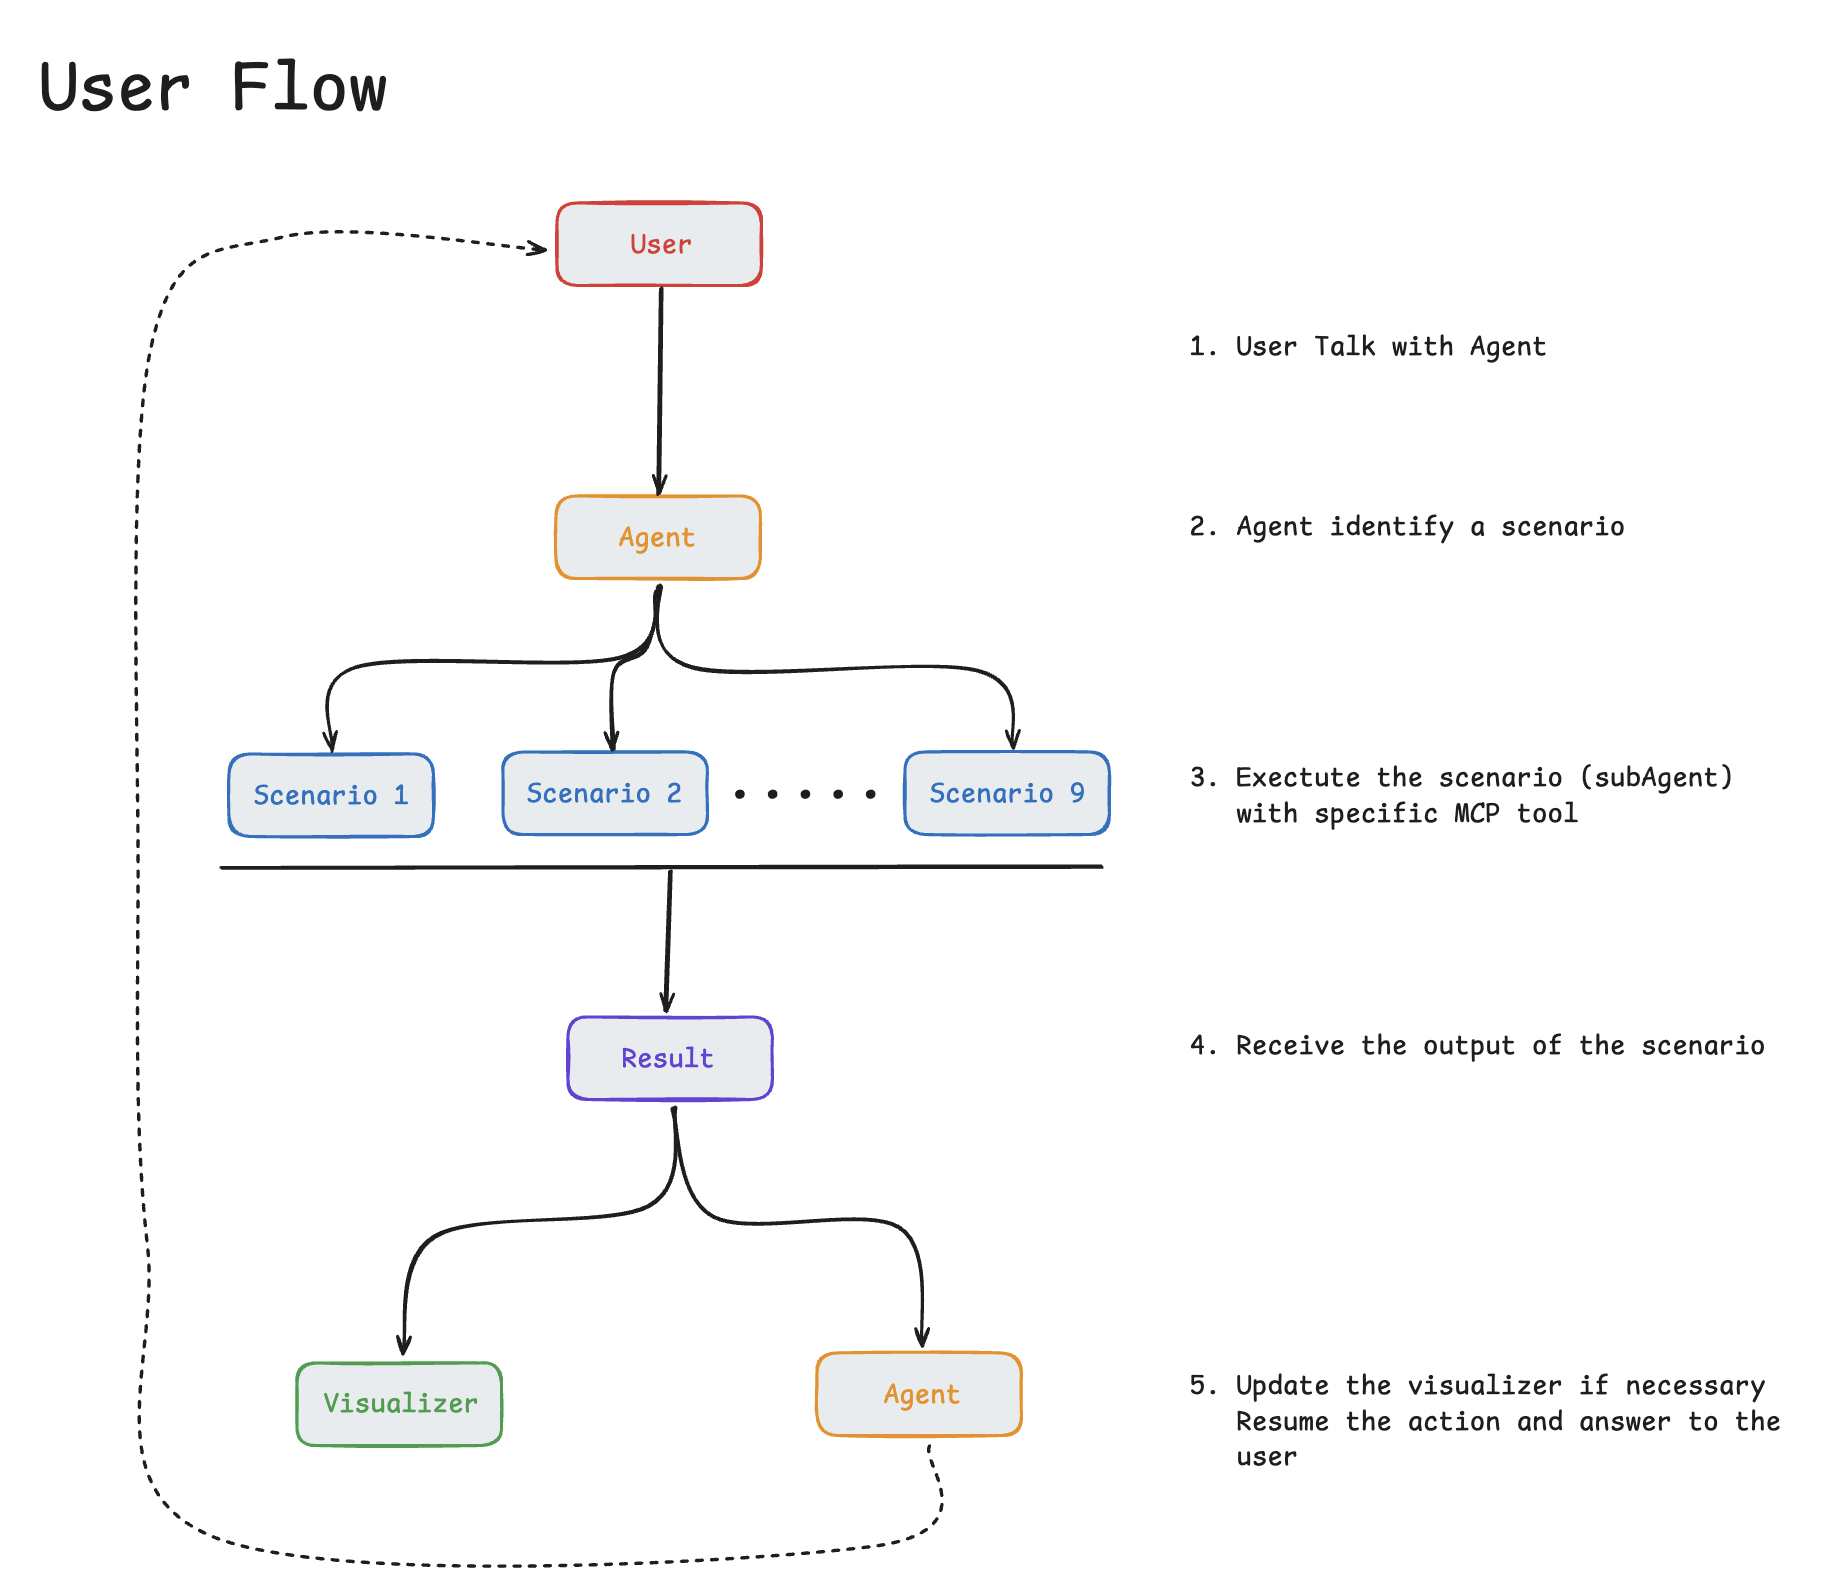 User Flow
User
1. User Talk with Agent
Agent
2. Agent identify a scenario
Scenario 1
Scenario 2
Scenario 9
3. Exectute the scenario (subAgent)
with specific MCP tool
Result
4. Receive the output of the scenario
Visualizer
Agent
5. Update the visualizer if necessary
Resume the action and answer to the
user